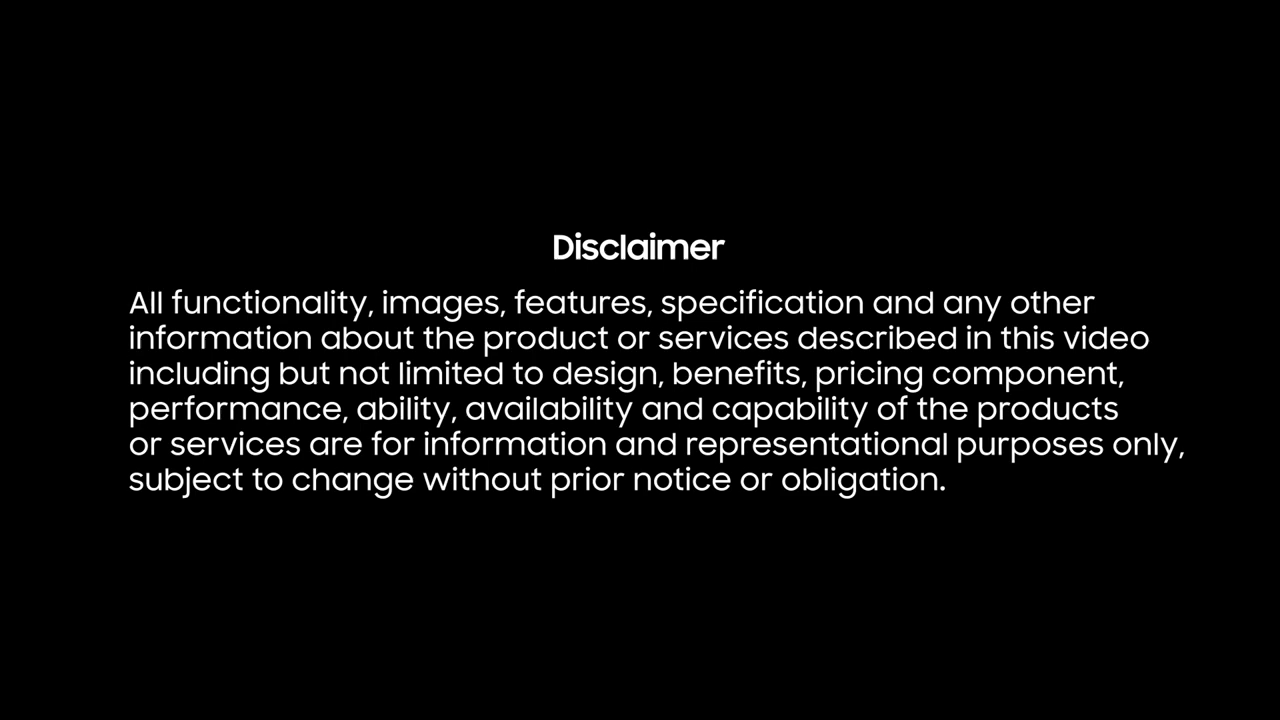 Disclaimer
All functionality, images, features, specification and any other
information about the product or services described in this video
including but not limited to design, benefits, pricing component,
performance, ability, availability and capability of the products
or services are for information and representational purposes only,
subject to change without prior notice or obligation.